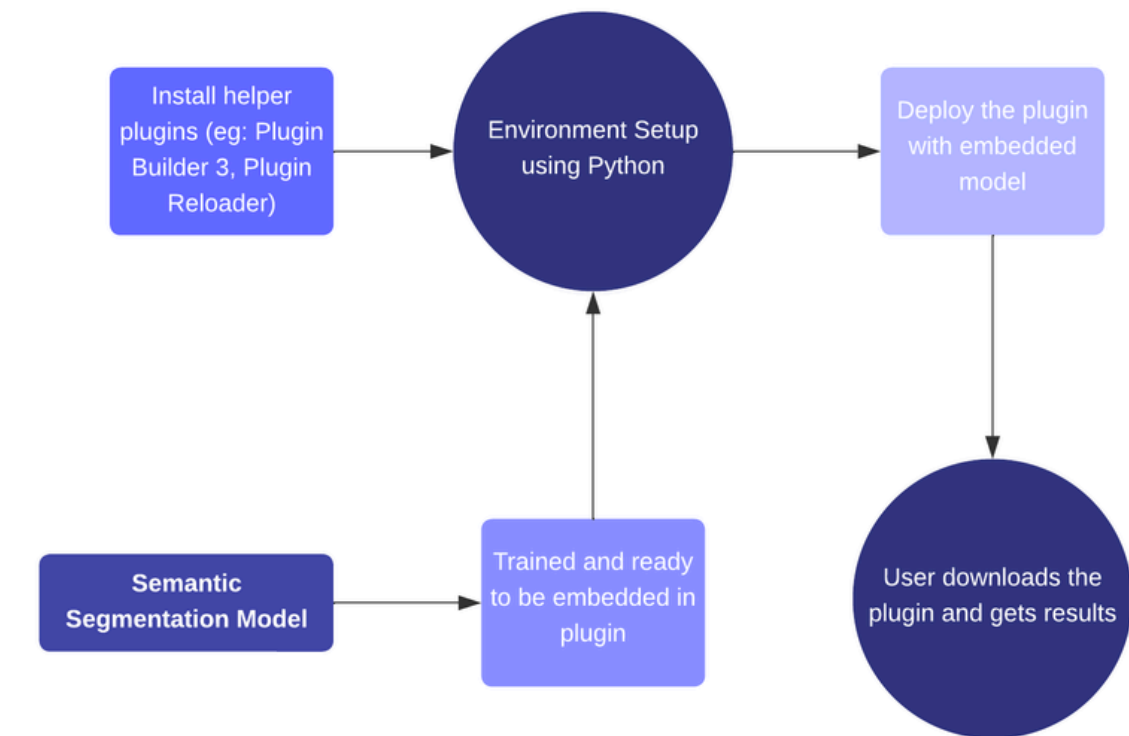 Install helper
plugins (eg: Plugin
Builder 3, Plugin
Reloader)
Environment Setup
using Python
Deploy the plugin
with embedded
model
Semantic
Segmentation Model
Trained and ready
to be embedded in
plugin
User downloads the
plugin and gets results